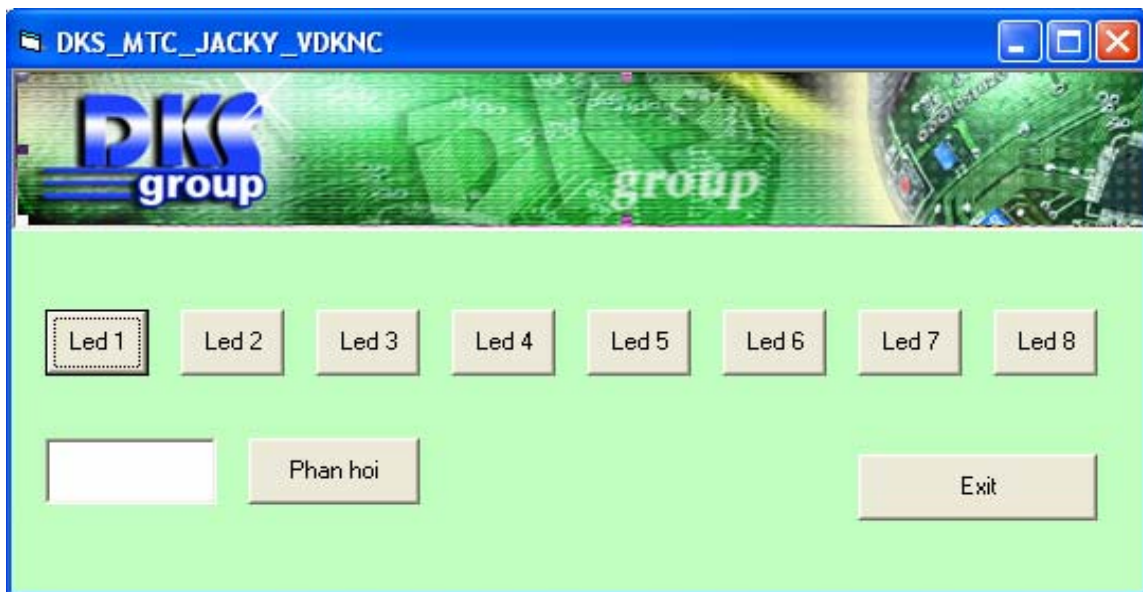 DKS_MTC_JACKY_VDKNC
DKS
group
group
Led 1 Led 2 Led 3 Led 4 Led 5 Led 6 Led 7 Led 8
Phan hoi
Exit